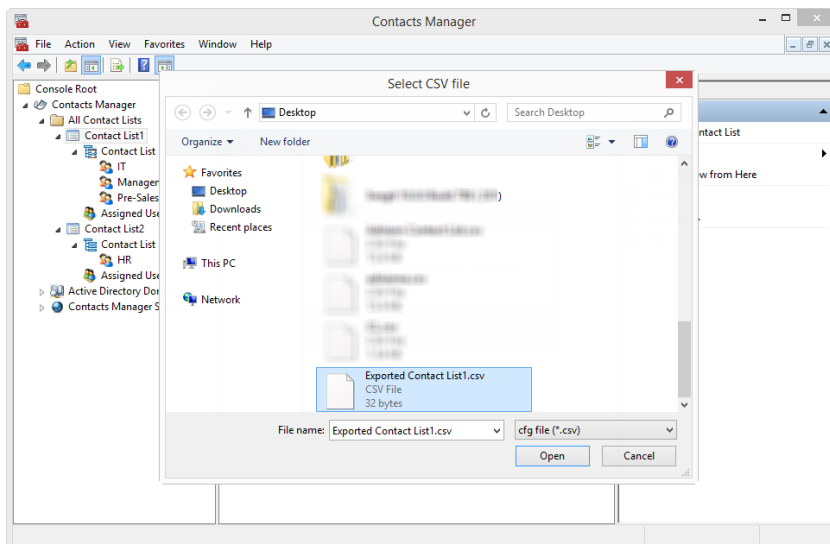 Contacts Manager
File Action View Favorites Window Help
Select CSV file
Console Root
Contacts Manager
All Contact Lists
Contact List1
Contact List
IT
Manager
Pre-Sales
Assigned Use
Contact List2
Contact List
HR
Assigned Use
Active Directory Dor
Contacts Manager S
Desktop
Search Desktop
Organize
New folder
Favorites
Desktop
Downloads
Recent places
This PC
Network
Exported Contact List1.csv
CSV File
32 bytes
File name: Exported Contact List1.csv
cfg file (*.csv)
Open
Cancel
ntact List
w from Here